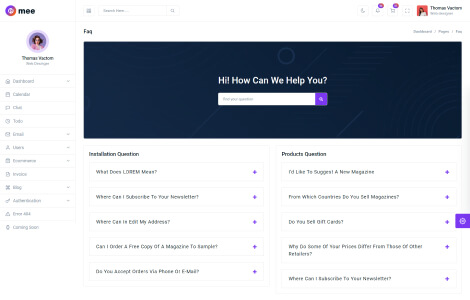 mee
Search Here ...
Thomas Vactom
Faq
Dashboard / Pages / Faq
Thomas Vactom
Web Developer
Dashboard
Calendar
Chat
Todo
Email
Users
Ecommerce
Invoice
Blog
Authentication
Error 404
Coming Soon
Hi! How Can We Help You?
Find your question
Installation Question
What Does LOREM Mean?
Where Can I Subscribe To Your Newsletter?
Where Can In Edit My Address?
Can I Order A Free Copy Of A Magazine To Sample?
Do You Accept Orders Via Phone Or E-Mail?
Products Question
I'd Like To Suggest A New Magazine
From Which Countries Do You Sell Magazines?
Do You Sell Gift Cards?
Why Do Some Of Your Prices Differ From Those Of Other
Retailers?
Where Can I Subscribe To Your Newsletter?